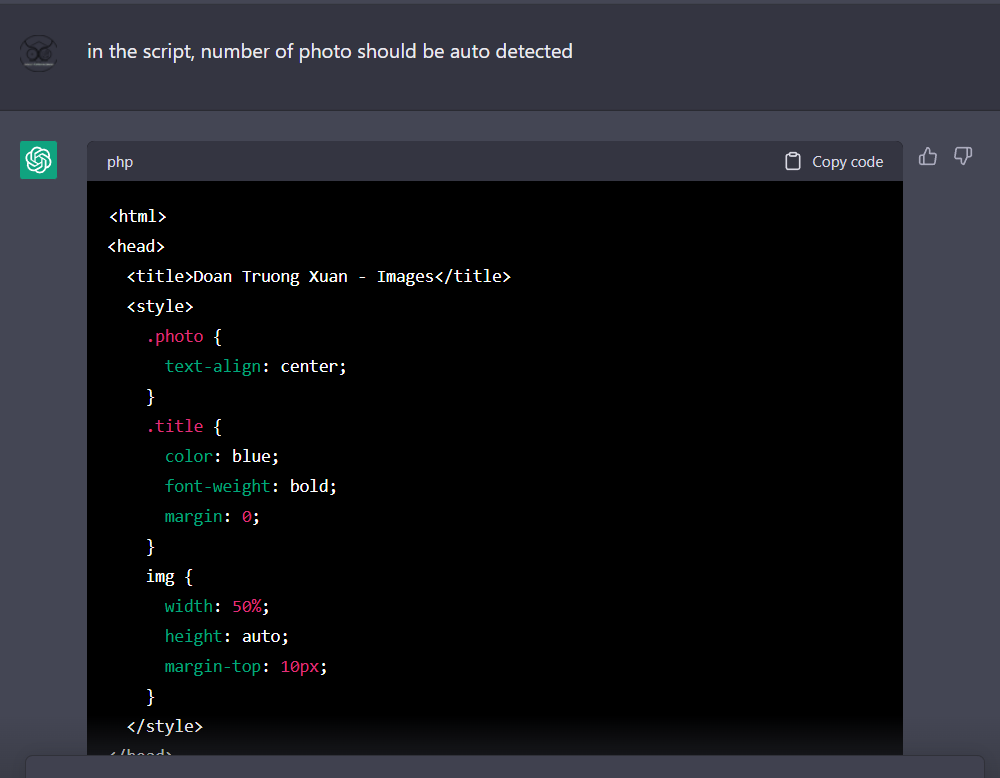 in the script, number of photo should be auto detected
php
Copy code
<html>
<head>
<title>Doan Truong Xuan - Images</title>
<style>
.photo {
text-align: center;
}
.title {
color: blue;
font-weight: bold;
margin: 0;
}
img {
width: 50%;
height: auto;
margin-top: 10px;
}
</style>
</head>